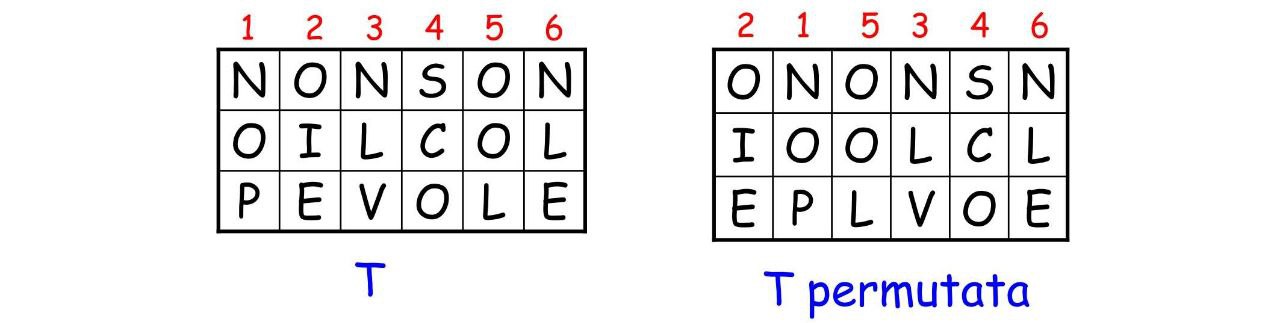 1 2 3 4 5 6
N O N S O N
O I L C O L
P E V O L E
T
2 1 5 3 4 6
O N O N S N
I O O L C L
E P L V O E
T permutata